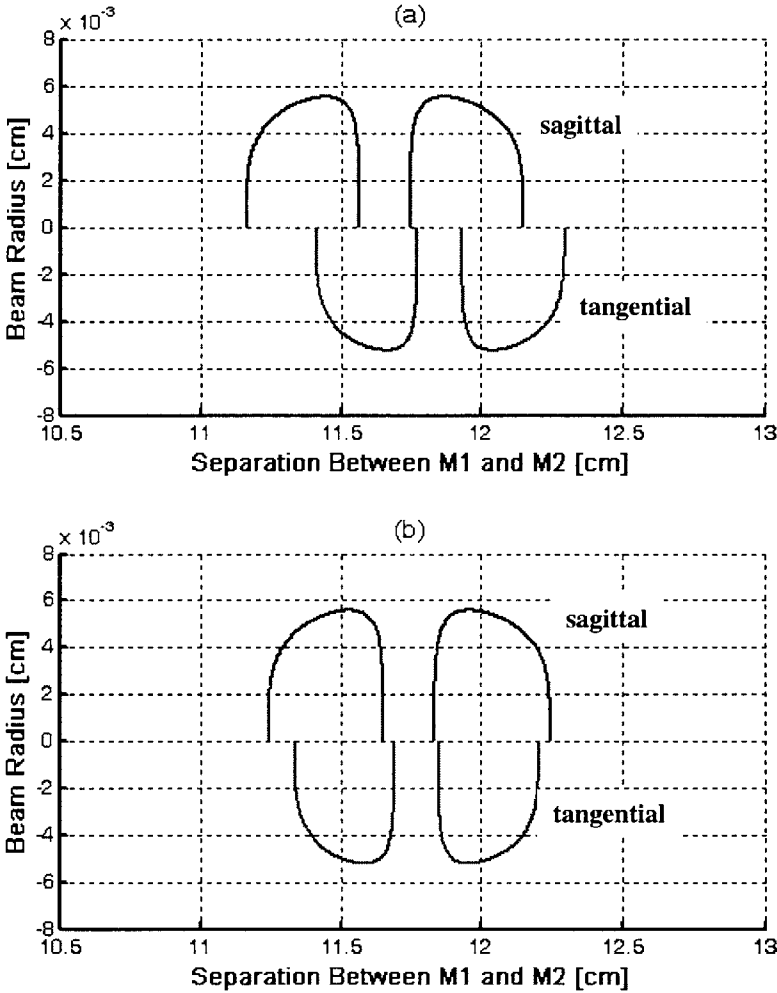 (a)
x 10⁻³
8
6
4
2
0
-2
-4
-6
-8
Beam Radius [cm]
sagittal
tangential
10.5 11 11.5 12 12.5 13
Separation Between M1 and M2 [cm]
(b)
x 10⁻³
8
6
4
2
0
-2
-4
-6
-8
Beam Radius [cm]
sagittal
tangential
10.5 11 11.5 12 12.5 13
Separation Between M1 and M2 [cm]